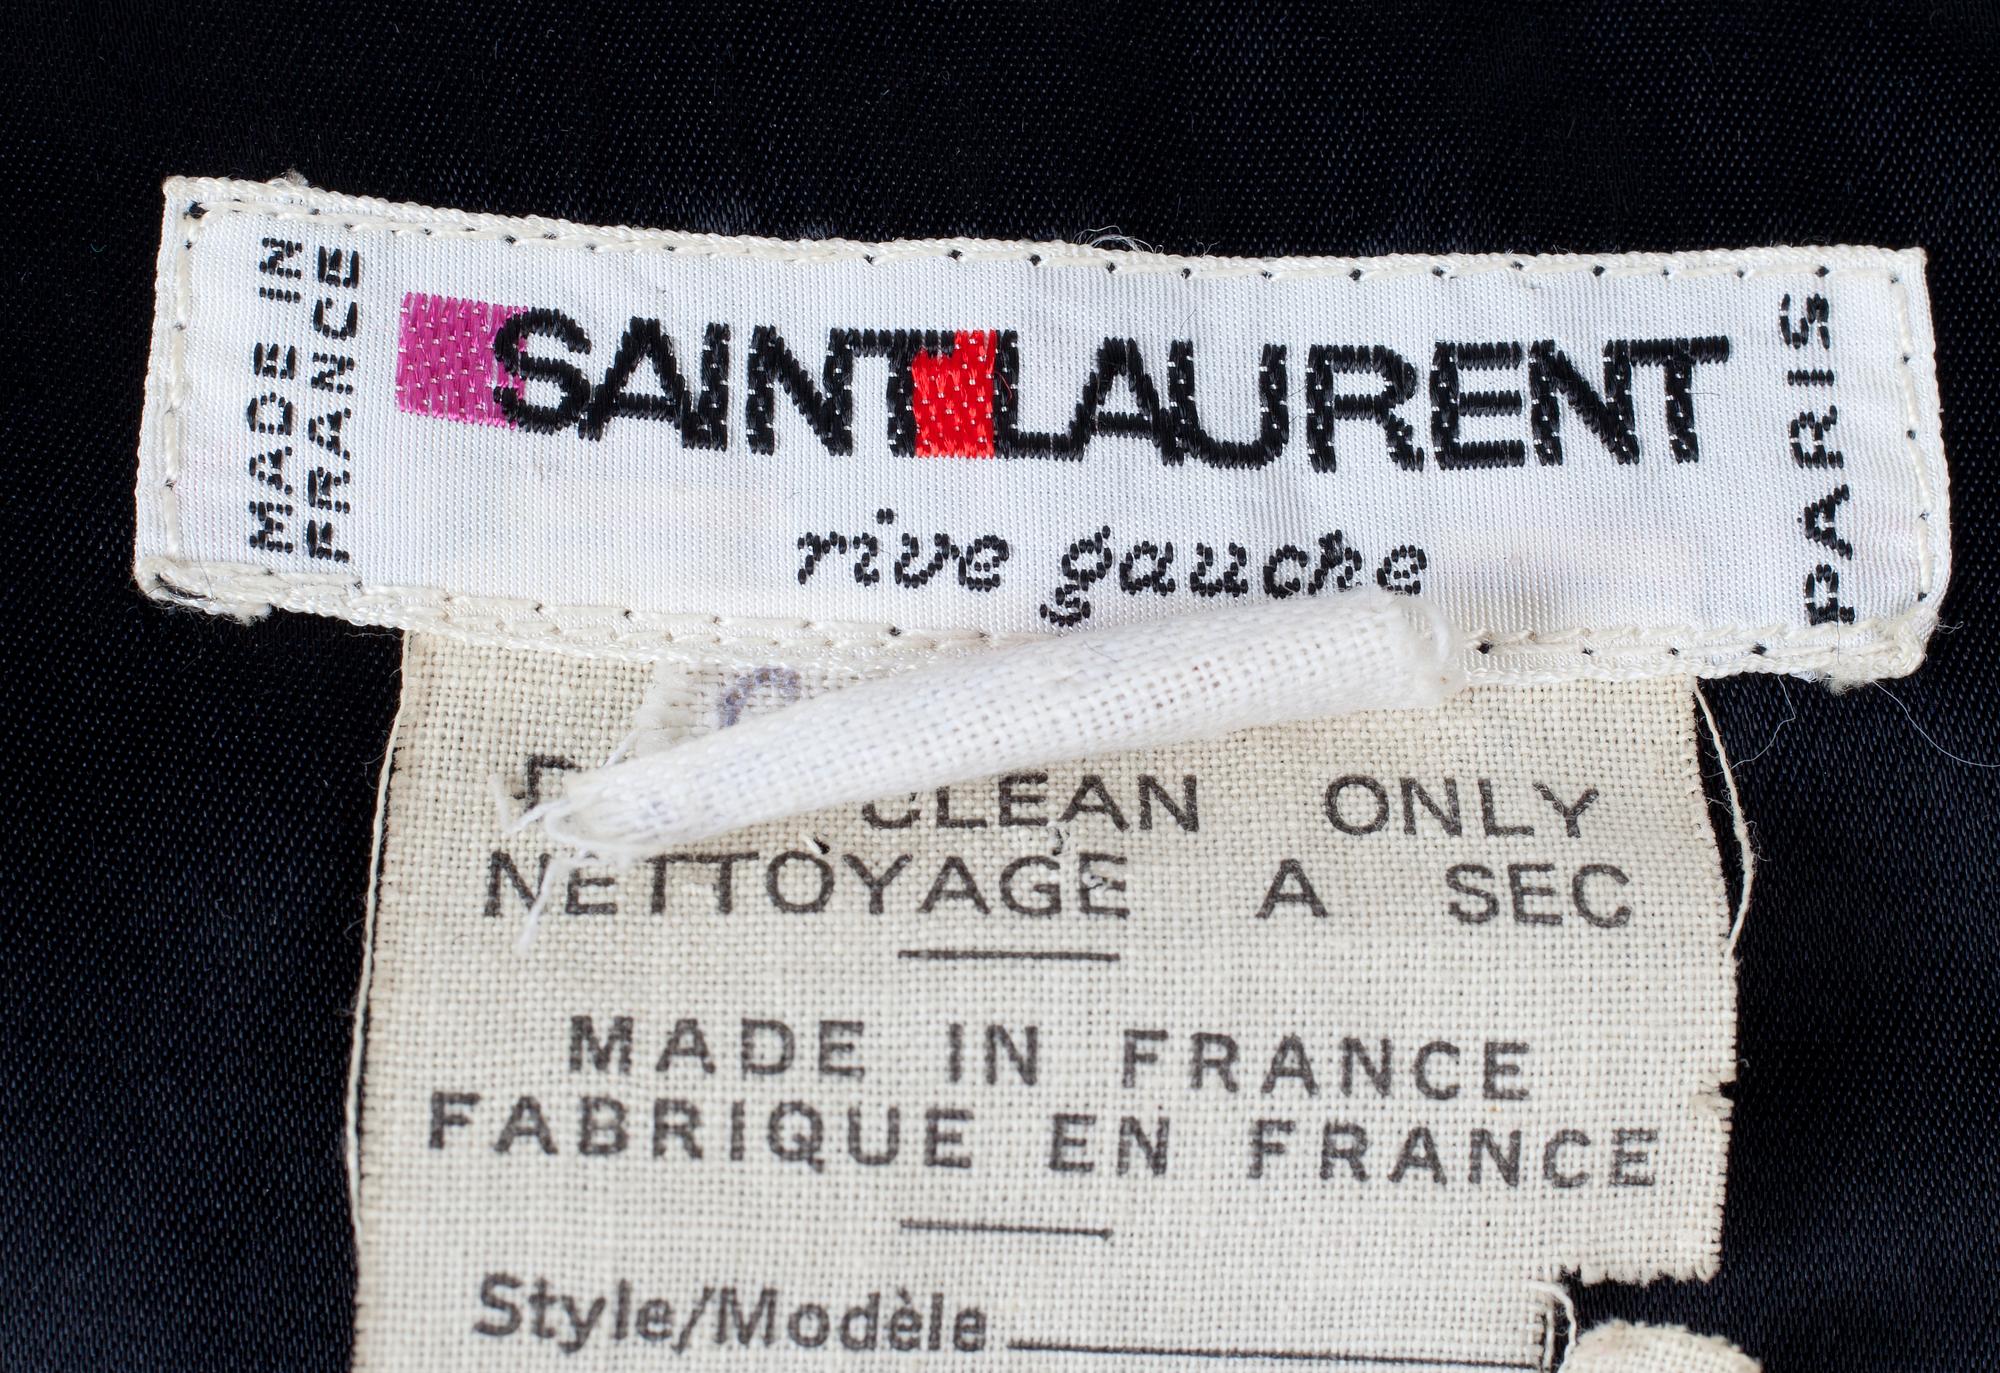 MADE IN
FRANCE
SAINT LAURENT
rive gauche
PARIS
CLEAN ONLY
NETTOYAGE A SEC
MADE IN FRANCE
FABRIQUE EN FRANCE
Style/Modèle